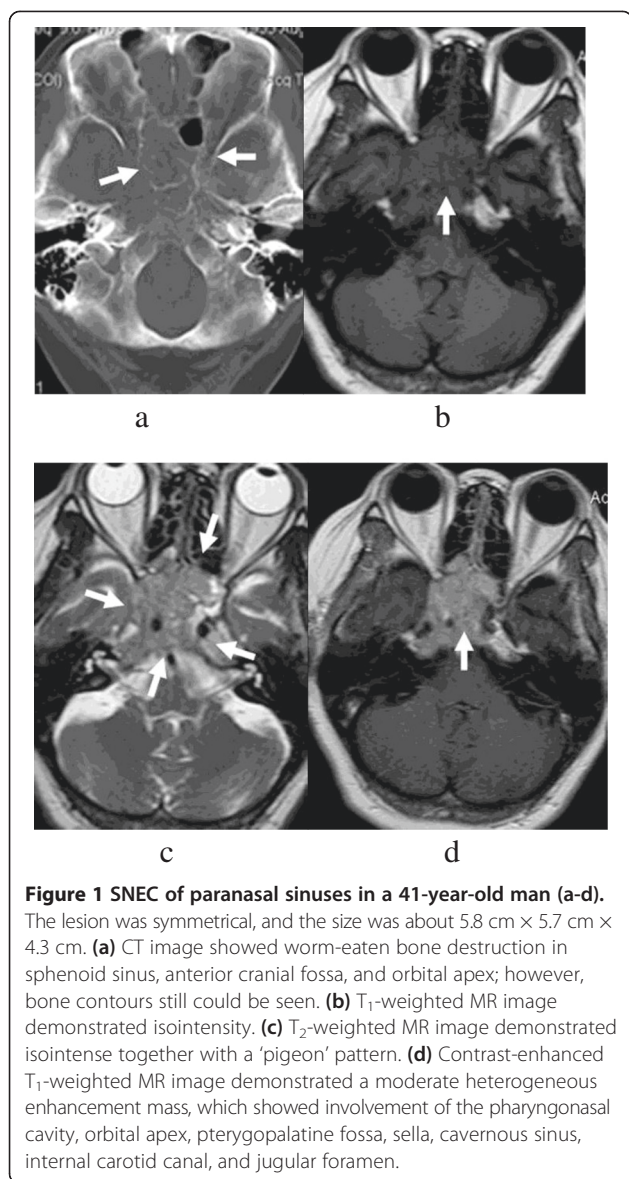 (COI)
Acq T
1
a
b
Ac
c
d
Figure 1 SNEC of paranasal sinuses in a 41-year-old man (a-d).
The lesion was symmetrical, and the size was about 5.8 cm × 5.7 cm ×
4.3 cm. (a) CT image showed worm-eaten bone destruction in
sphenoid sinus, anterior cranial fossa, and orbital apex; however,
bone contours still could be seen. (b) T₁-weighted MR image
demonstrated isointensity. (c) T₂-weighted MR image demonstrated
isointense together with a ‘pigeon’ pattern. (d) Contrast-enhanced
T₁-weighted MR image demonstrated a moderate heterogeneous
enhancement mass, which showed involvement of the pharyngonasal
cavity, orbital apex, pterygopalatine fossa, sella, cavernous sinus,
internal carotid canal, and jugular foramen.